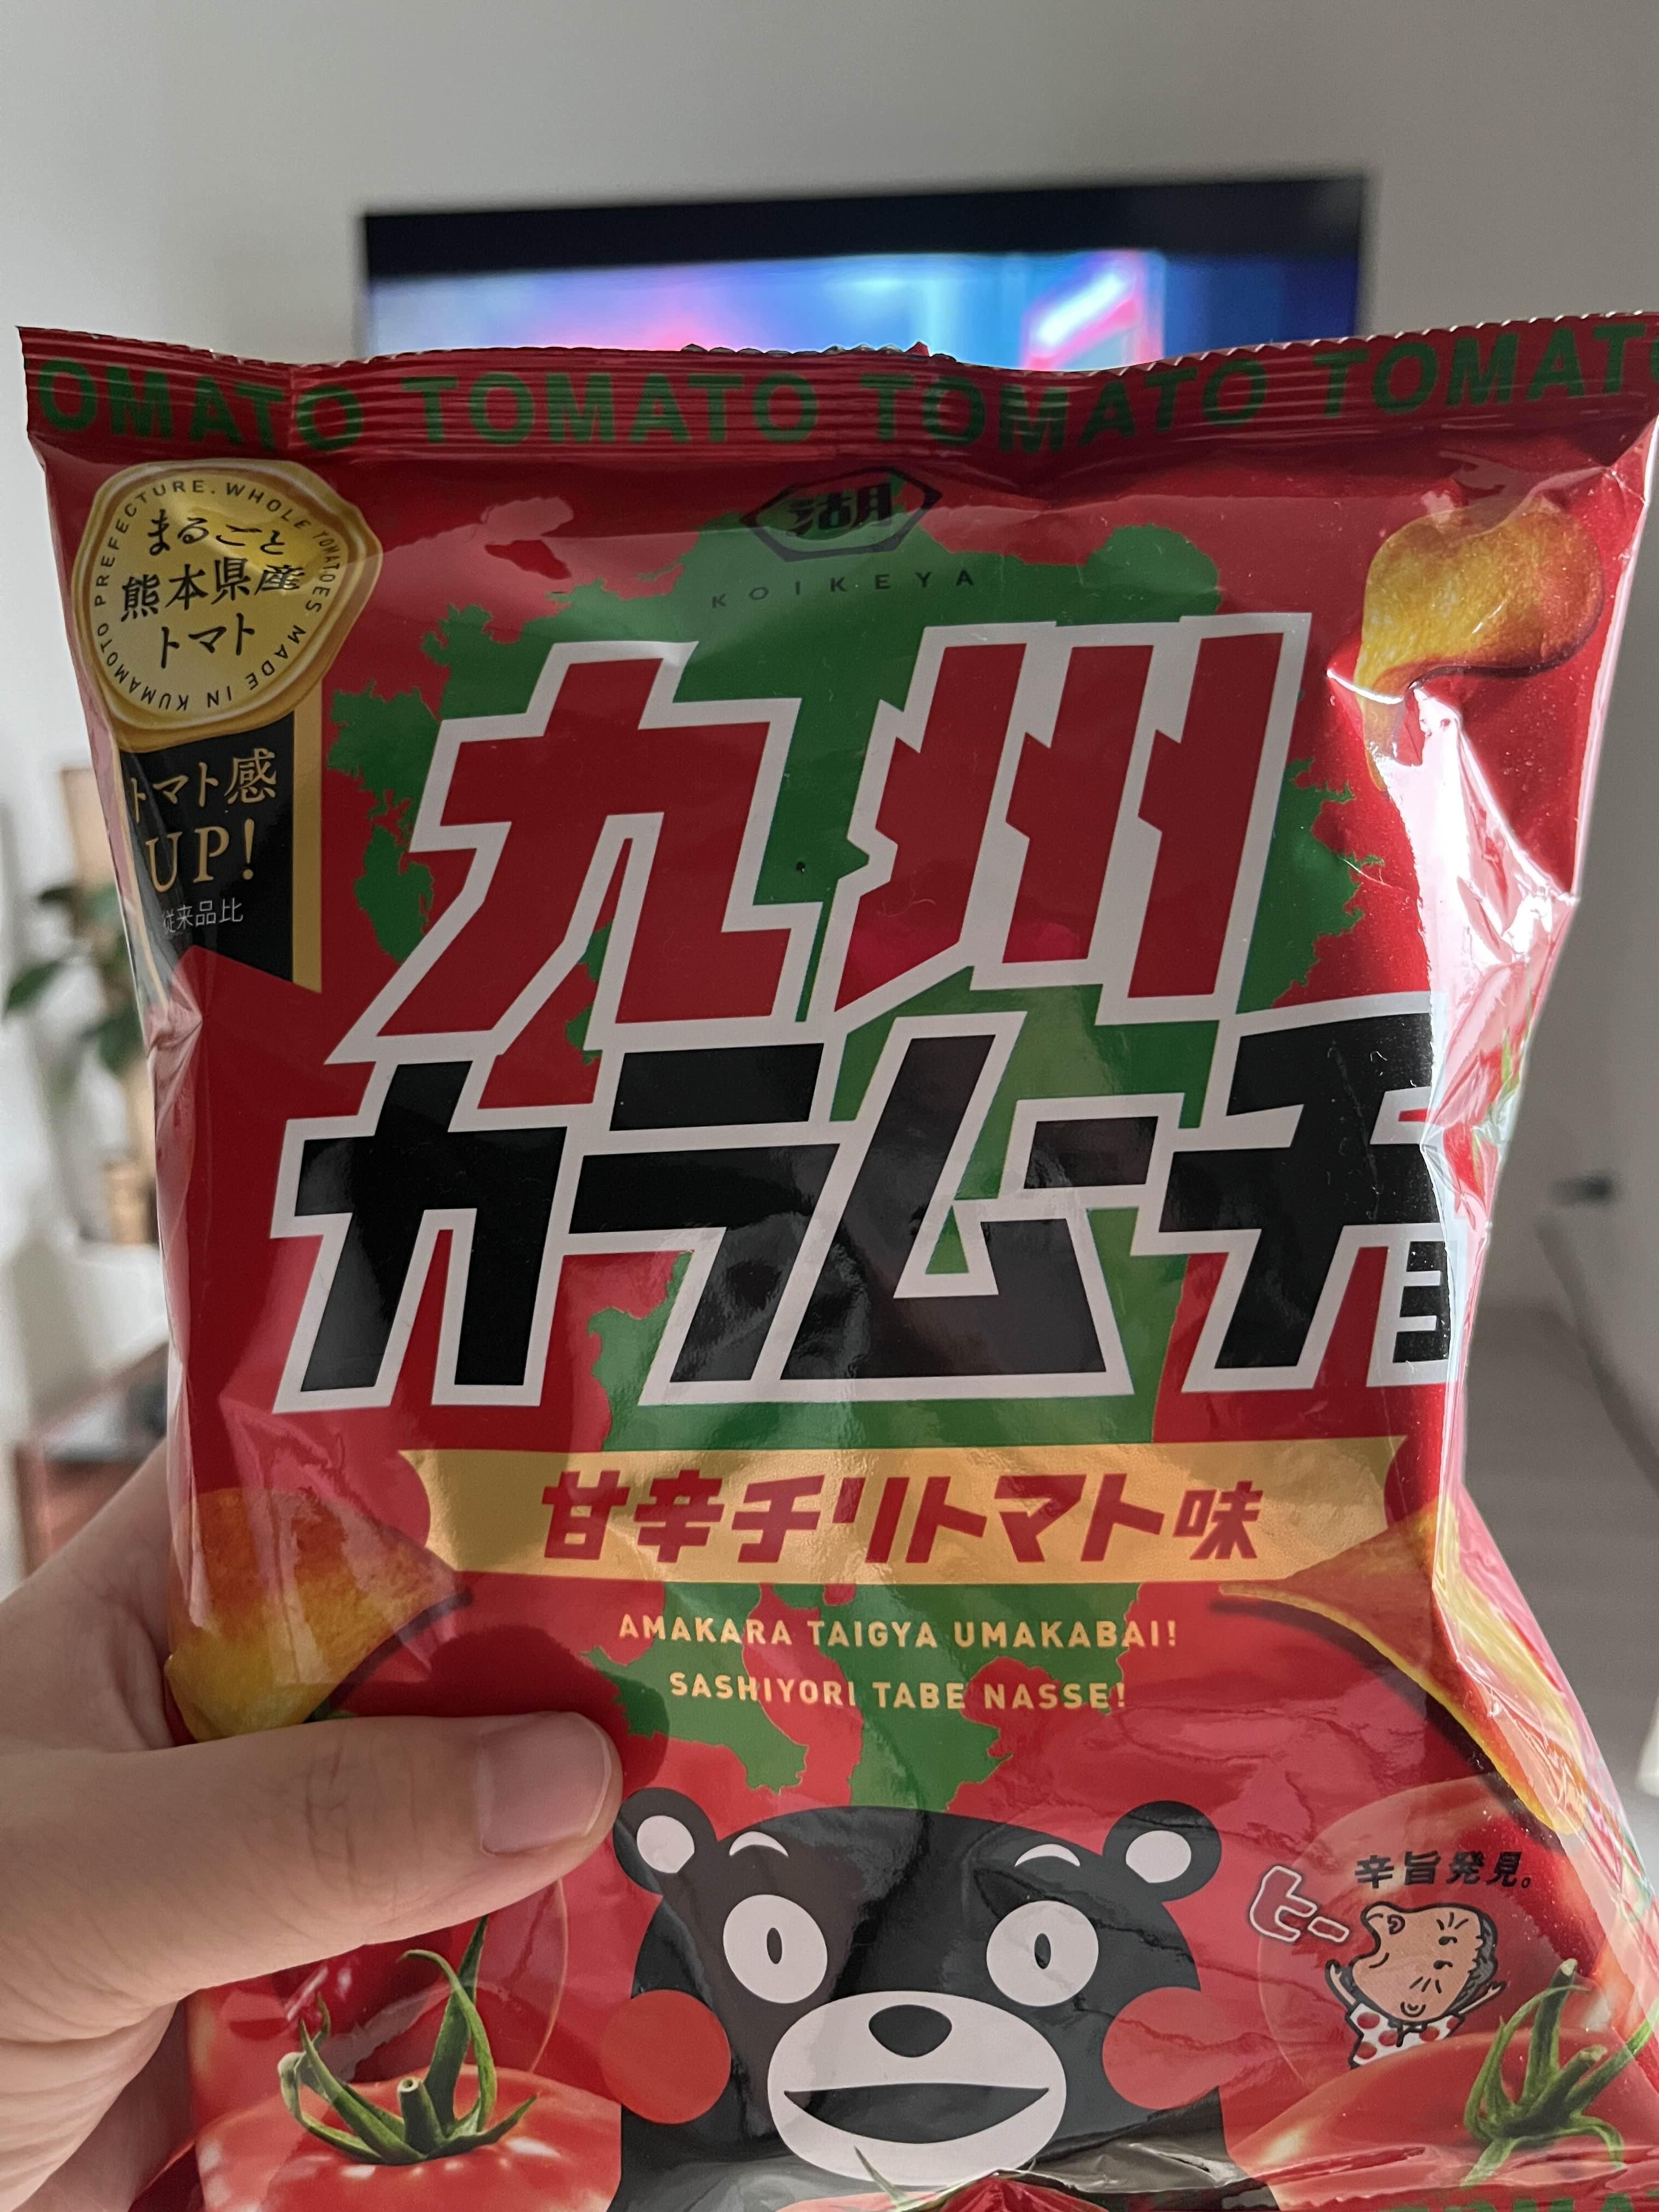 OMATO TOMATO TOMATO TOMATO
PREFECTURE. WHOLE TOMATOES MADE IN KUMAMOTO
まるごと
熊本県産
トマト
トマト感
UP!
従来品比
湖
KOIKEYA
九州
カラムーチョ
甘辛チリトマト味
AMAKARA TAIGYA UMAKABAI!
SASHIYORI TABE NASSE!
辛旨発見。
ヒー